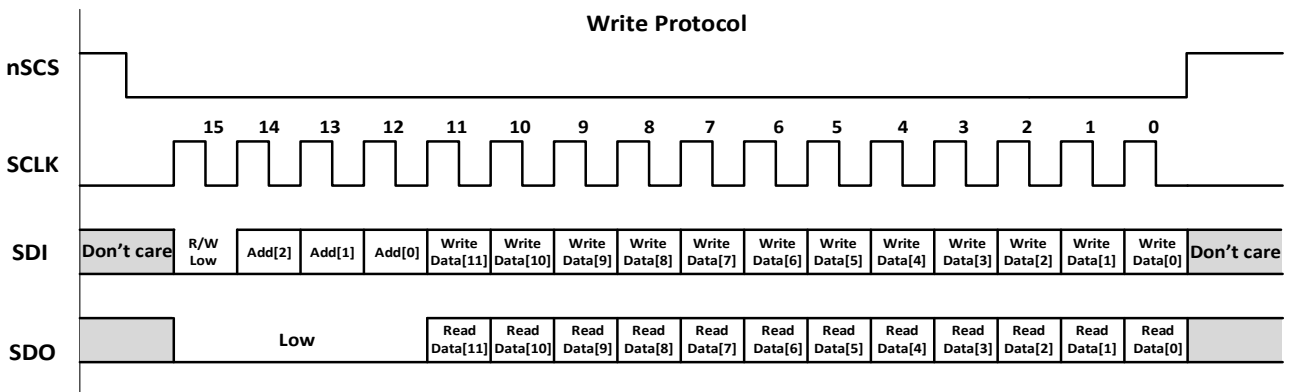 Write Protocol
nSCS
15 14 13 12 11 10 9 8 7 6 5 4 3 2 1 0
SCLK
SDI
Don't care
R/W
Low
Add[2]
Add[1]
Add[0]
Write
Data[11]
Write
Data[10]
Write
Data[9]
Write
Data[8]
Write
Data[7]
Write
Data[6]
Write
Data[5]
Write
Data[4]
Write
Data[3]
Write
Data[2]
Write
Data[1]
Write
Data[0]
Don't care
SDO
Low
Read
Data[11]
Read
Data[10]
Read
Data[9]
Read
Data[8]
Read
Data[7]
Read
Data[6]
Read
Data[5]
Read
Data[4]
Read
Data[3]
Read
Data[2]
Read
Data[1]
Read
Data[0]